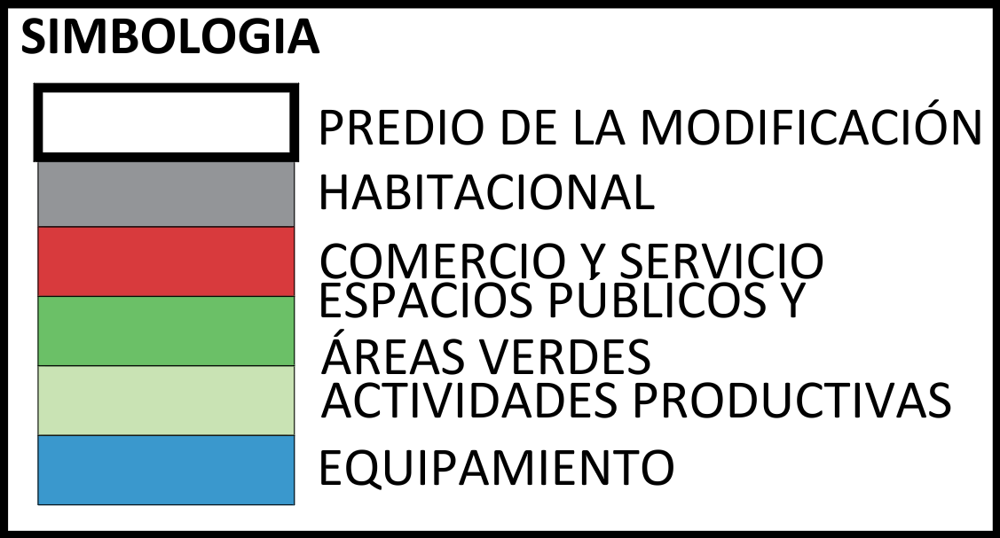 SIMBOLOGIA
PREDIO DE LA MODIFICACIÓN
HABITACIONAL
COMERCIO Y SERVICIO
ESPACIOS PÚBLICOS Y
ÁREAS VERDES
ACTIVIDADES PRODUCTIVAS
EQUIPAMIENTO